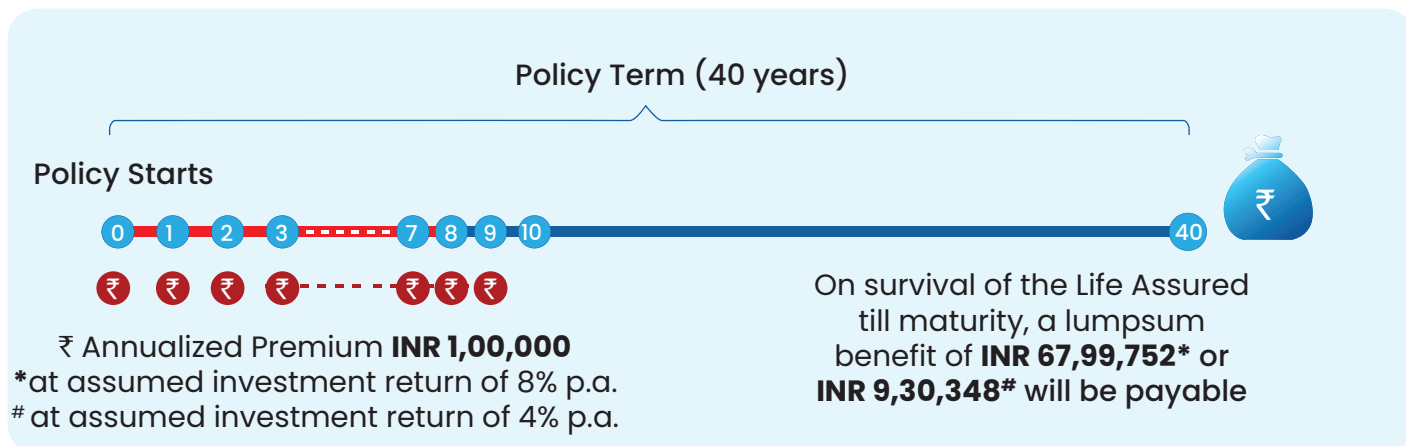 Policy Term (40 years)
Policy Starts
0 1 2 3 7 8 9 10 40
₹
₹ ₹ ₹ ₹ ₹ ₹ ₹
₹ Annualized Premium INR 1,00,000
*at assumed investment return of 8% p.a.
# at assumed investment return of 4% p.a.
On survival of the Life Assured
till maturity, a lumpsum
benefit of INR 67,99,752* or
INR 9,30,348# will be payable